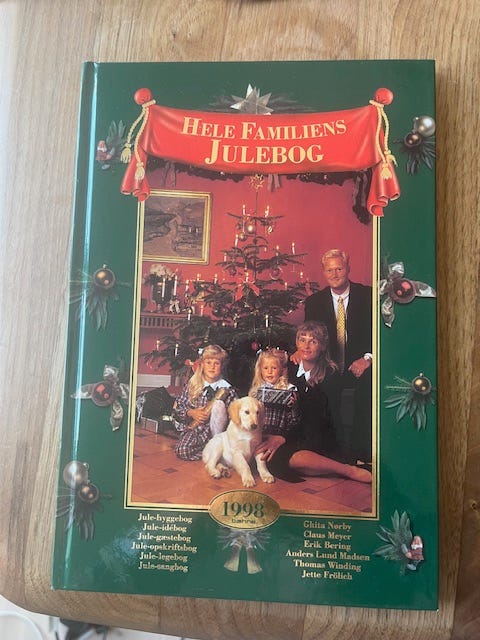 HELE FAMILIENS
JULEBOG
1998
bæhne
Jule-hyggebog
Jule-idébog
Jule-gæstebog
Jule-opskriftsbog
Jule-legebog
Jule-sangbog
Ghita Nørby
Claus Meyer
Erik Bering
Anders Lund Madsen
Thomas Winding
Jette Frölich